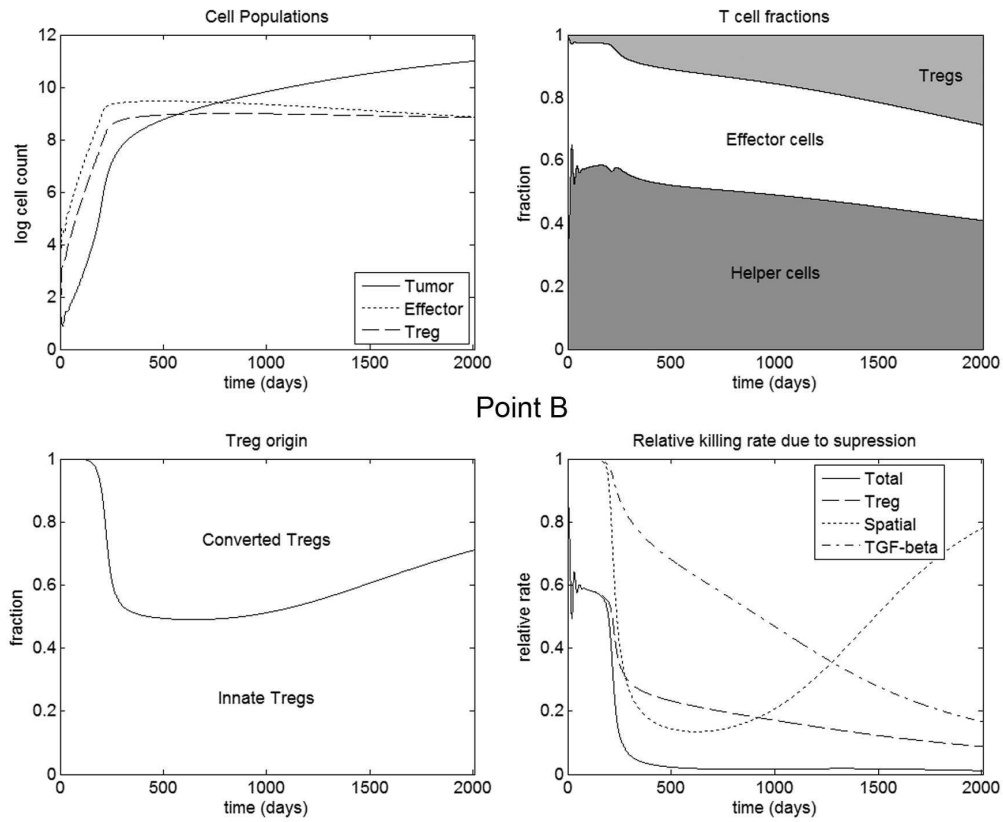 Cell Populations
12
10
8
6
4
2
0
log cell count
Tumor
Effector
Treg
0
500
1000
1500
2000
time (days)
T cell fractions
1
0.8
0.6
0.4
0.2
0
fraction
Tregs
Effector cells
Helper cells
0
500
1000
1500
2000
time (days)
Point B
Treg origin
1
0.8
0.6
0.4
0.2
0
fraction
Converted Tregs
Innate Tregs
0
500
1000
1500
2000
time (days)
Relative killing rate due to supression
1
0.8
0.6
0.4
0.2
0
relative rate
Total
Treg
Spatial
TGF-beta
0
500
1000
1500
2000
time (days)